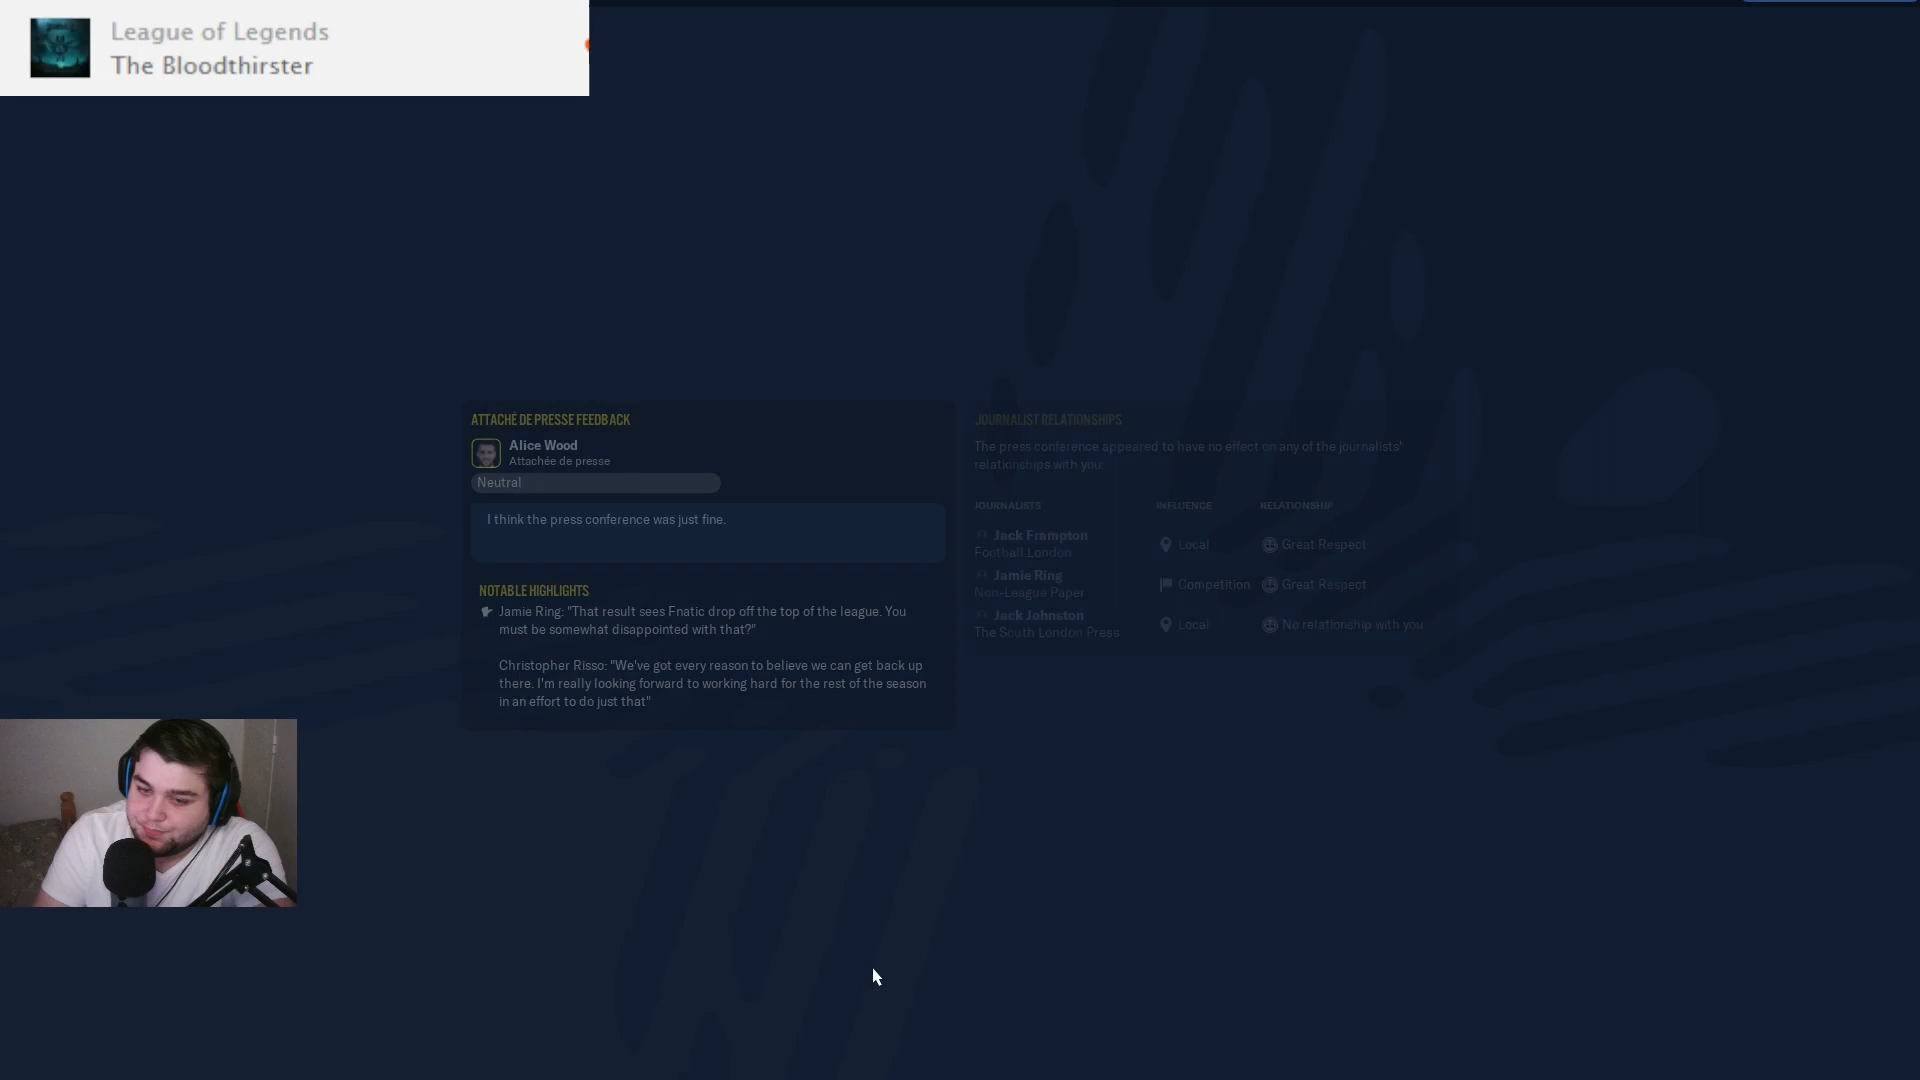 League of Legends
The Bloodthirster
ATTACHÉ DE PRESSE FEEDBACK
Alice Wood
Attachée de presse
Neutral
I think the press conference was just fine.
NOTABLE HIGHLIGHTS
Jamie Ring: "That result sees Fnatic drop off the top of the league. You
must be somewhat disappointed with that?"
Christopher Risso: "We've got every reason to believe we can get back up
there. I'm really looking forward to working hard for the rest of the season
in an effort to do just that"
JOURNALIST RELATIONSHIPS
The press conference appeared to have no effect on any of the journalists'
relationships with you:
JOURNALISTS INFLUENCE RELATIONSHIP
Jack Frampton
Football.London
Local Great Respect
Jamie Ring
Non-League Paper
Competition Great Respect
Jack Johnston
The South London Press
Local No relationship with you